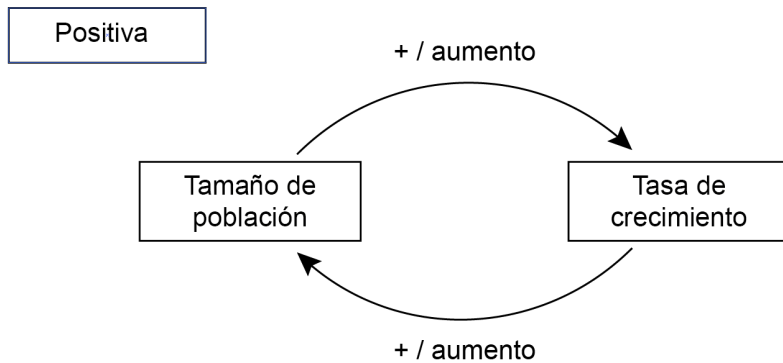 Positiva
+ / aumento
Tamaño de
población
Tasa de
crecimiento
+ / aumento